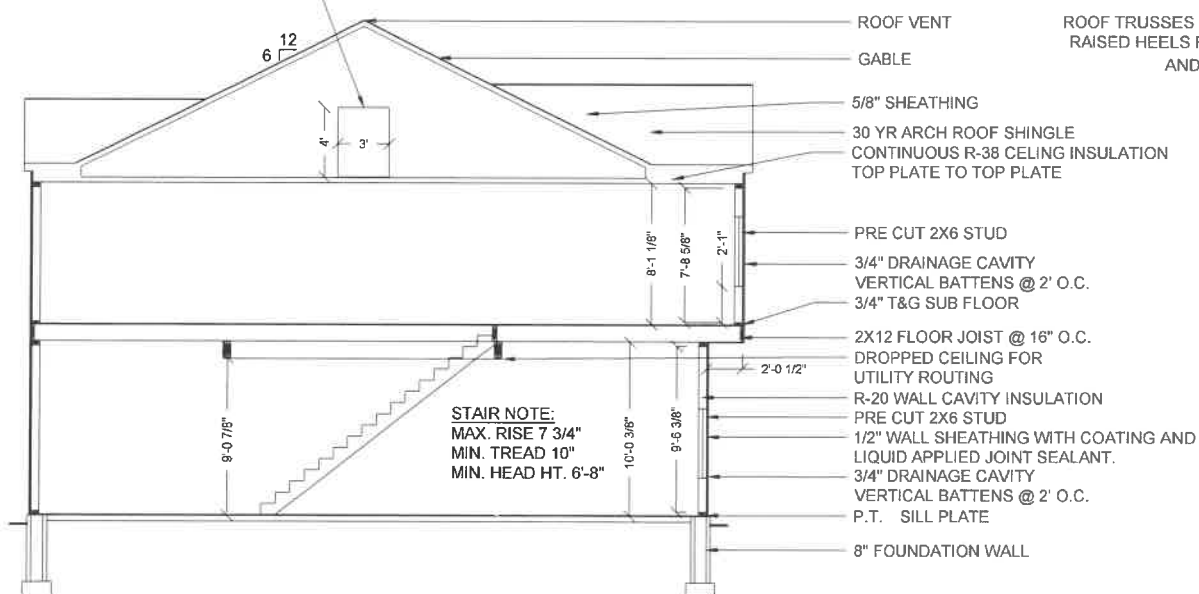 ROOF VENT
GABLE
5/8" SHEATHING
30 YR ARCH ROOF SHINGLE
CONTINUOUS R-38 CELING INSULATION
TOP PLATE TO TOP PLATE
PRE CUT 2X6 STUD
3/4" DRAINAGE CAVITY
VERTICAL BATTENS @ 2' O.C.
3/4" T&G SUB FLOOR
2X12 FLOOR JOIST @ 16" O.C.
DROPPED CEILING FOR
UTILITY ROUTING
R-20 WALL CAVITY INSULATION
PRE CUT 2X6 STUD
1/2" WALL SHEATHING WITH COATING AND
LIQUID APPLIED JOINT SEALANT.
3/4" DRAINAGE CAVITY
VERTICAL BATTENS @ 2' O.C.
P.T. SILL PLATE
8" FOUNDATION WALL
ROOF TRUSSES
RAISED HEELS
AND
12
6
4'
3'
8'-1 1/8"
7'-8 5/8"
2'-1"
2'-0 1/2"
9'-0 7/8"
10'-0 3/8"
9'-6 3/8"
STAIR NOTE:
MAX. RISE 7 3/4"
MIN. TREAD 10"
MIN. HEAD HT. 6'-8"